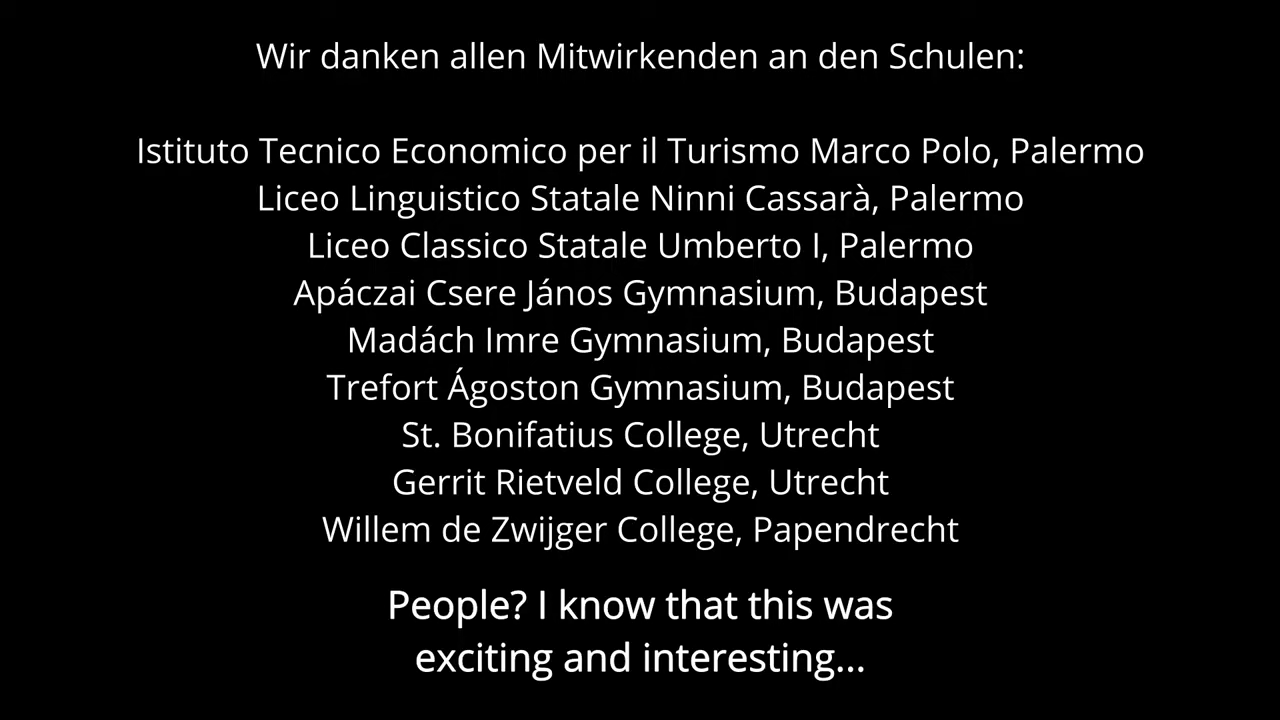 Wir danken allen Mitwirkenden an den Schulen:
Istituto Tecnico Economico per il Turismo Marco Polo, Palermo
Liceo Linguistico Statale Ninni Cassarà, Palermo
Liceo Classico Statale Umberto I, Palermo
Apáczai Csere János Gymnasium, Budapest
Madách Imre Gymnasium, Budapest
Trefort Ágoston Gymnasium, Budapest
St. Bonifatius College, Utrecht
Gerrit Rietveld College, Utrecht
Willem de Zwijger College, Papendrecht
People? I know that this was
exciting and interesting...